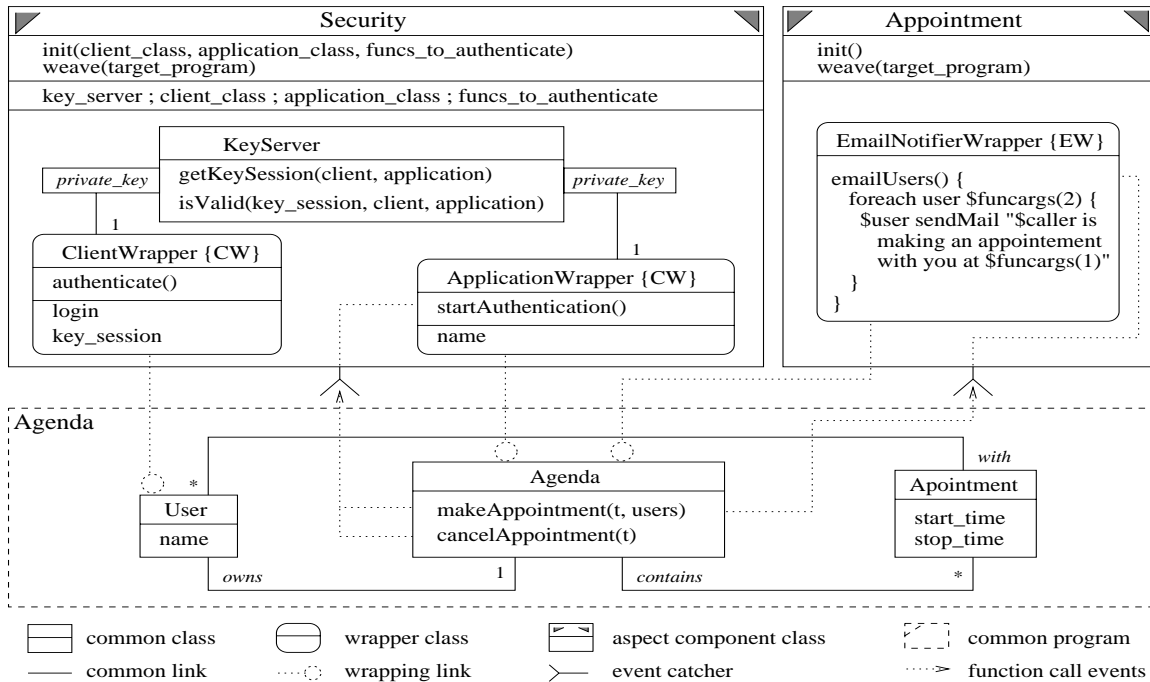 Security
init(client_class, application_class, funcs_to_authenticate)
weave(target_program)
key_server ; client_class ; application_class ; funcs_to_authenticate
KeyServer
getKeySession(client, application)
isValid(key_session, client, application)
private_key
private_key
1
1
ClientWrapper {CW}
authenticate()
login
key_session
ApplicationWrapper {CW}
startAuthentication()
name
Appointment
init()
weave(target_program)
EmailNotifierWrapper {EW}
emailUsers() {
foreach user $funcargs(2) {
$user sendMail "$caller is
making an appointement
with you at $funcargs(1)"
}
}
Agenda
*
User
name
owns
1
Agenda
makeAppointment(t, users)
cancelAppointment(t)
contains
*
with
Apointment
start_time
stop_time
common class
wrapper class
aspect component class
common program
common link
wrapping link
event catcher
function call events